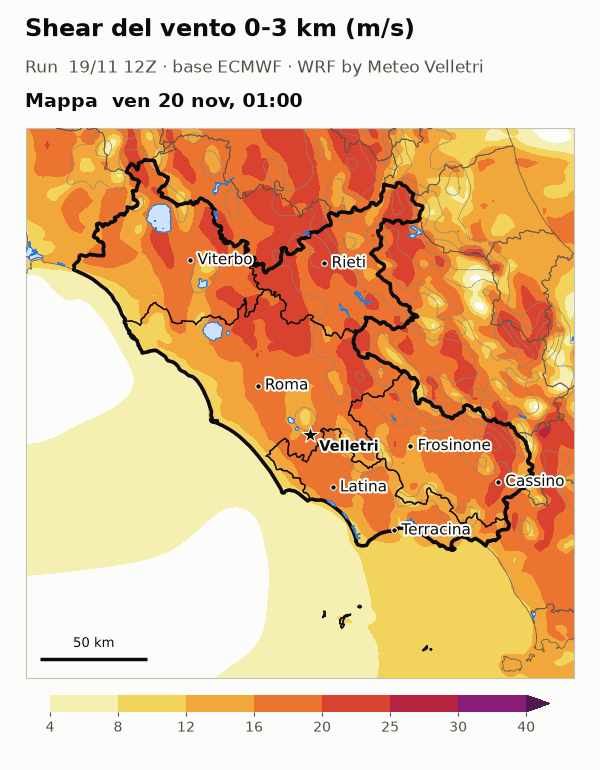 Shear del vento 0-3 km (m/s)
Run  19/11 12Z · base ECMWF · WRF by Meteo Velletri
Mappa  ven 20 nov, 01:00
Viterbo
Rieti
Roma
Velletri
Frosinone
Cassino
Latina
Terracina
50 km
4 8 12 16 20 25 30 40